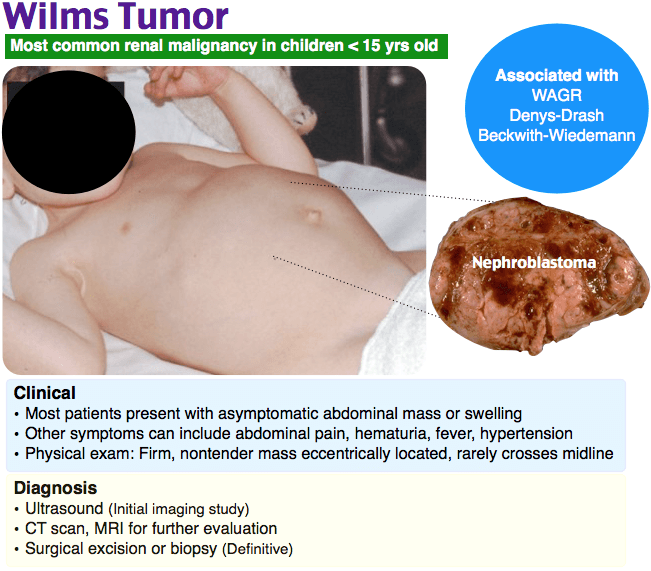 Wilms Tumor
Most common renal malignancy in children < 15 yrs old
Associated with
WAGR
Denys-Drash
Beckwith-Wiedemann
Nephroblastoma
Clinical
• Most patients present with asymptomatic abdominal mass or swelling
• Other symptoms can include abdominal pain, hematuria, fever, hypertension
• Physical exam: Firm, nontender mass eccentrically located, rarely crosses midline
Diagnosis
• Ultrasound (Initial imaging study)
• CT scan, MRI for further evaluation
• Surgical excision or biopsy (Definitive)